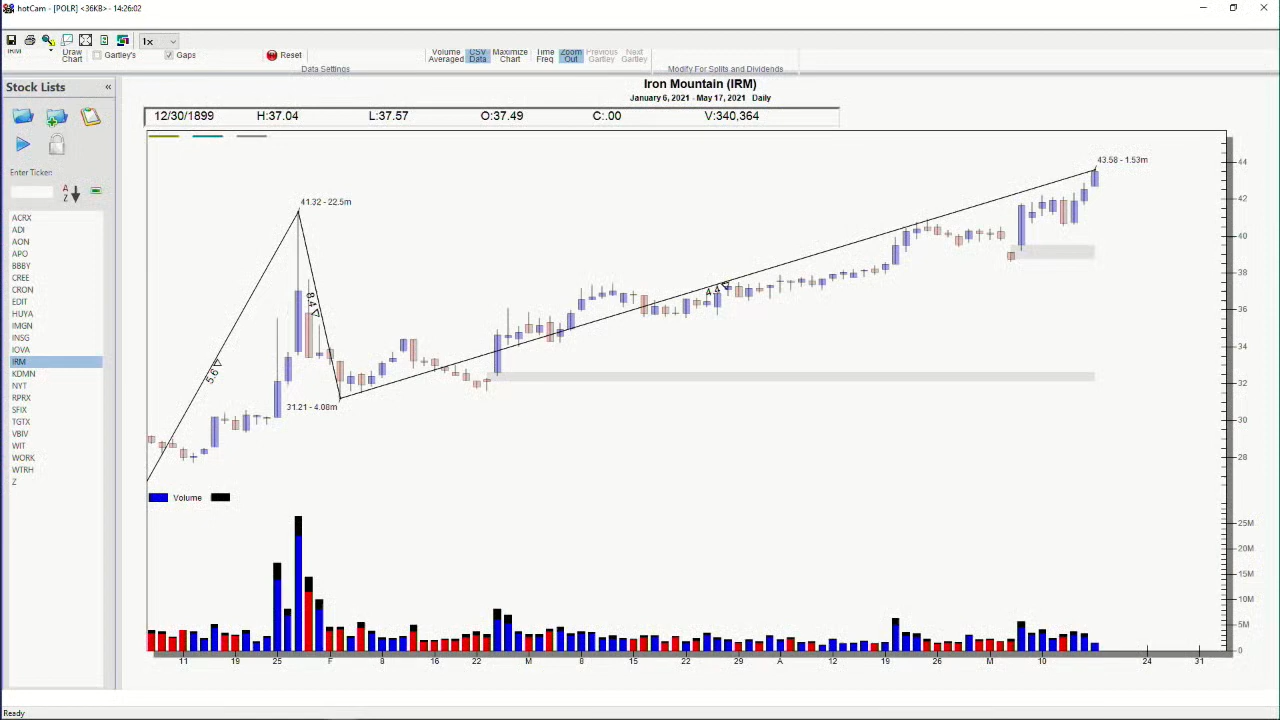 hotCam - [POLR] <36KB> - 14:26:02
1x
IRM Draw Chart Gartley's Gaps Reset Volume Averaged CSV Data Maximize Chart Time Freq Zoom Out Previous Gartley Next Gartley
Data Settings Modify For Splits and Dividends
Stock Lists «
Iron Mountain (IRM)
January 6, 2021 - May 17, 2021 Daily
12/30/1899 H:37.04 L:37.57 O:37.49 C:.00 V:340,364
Enter Ticker:
A
Z
ACRX
ADI
AON
APO
BBBY
CREE
CRON
EDIT
HUYA
IMGN
INSG
IOVA
IRM
KDMN
NYT
RPRX
SFIX
TGTX
VBIV
WIT
WORK
WTRH
Z
43.58 - 1.53m
41.32 - 22.5m
31.21 - 4.08m
5.6
8.4
44
42
40
38
36
34
32
30
28
Volume
25M
20M
15M
10M
5M
0
11 19 25 F 8 16 22 M 8 15 22 29 A 12 19 26 M 10 24 31
Ready